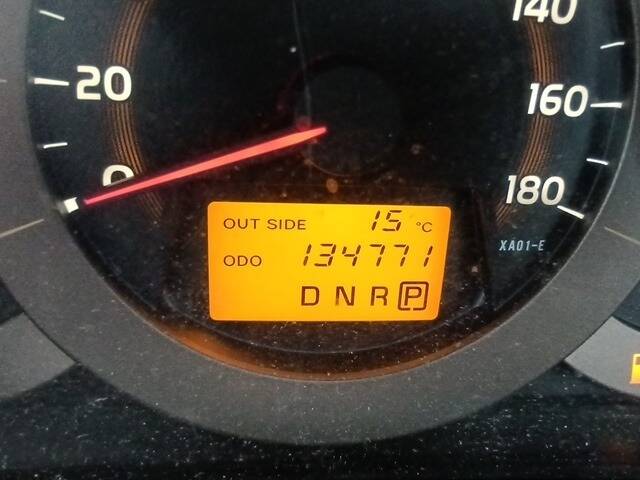 140
20
160
0
180
OUT SIDE 15 °C
XA01-E
ODO 134771
D N R P